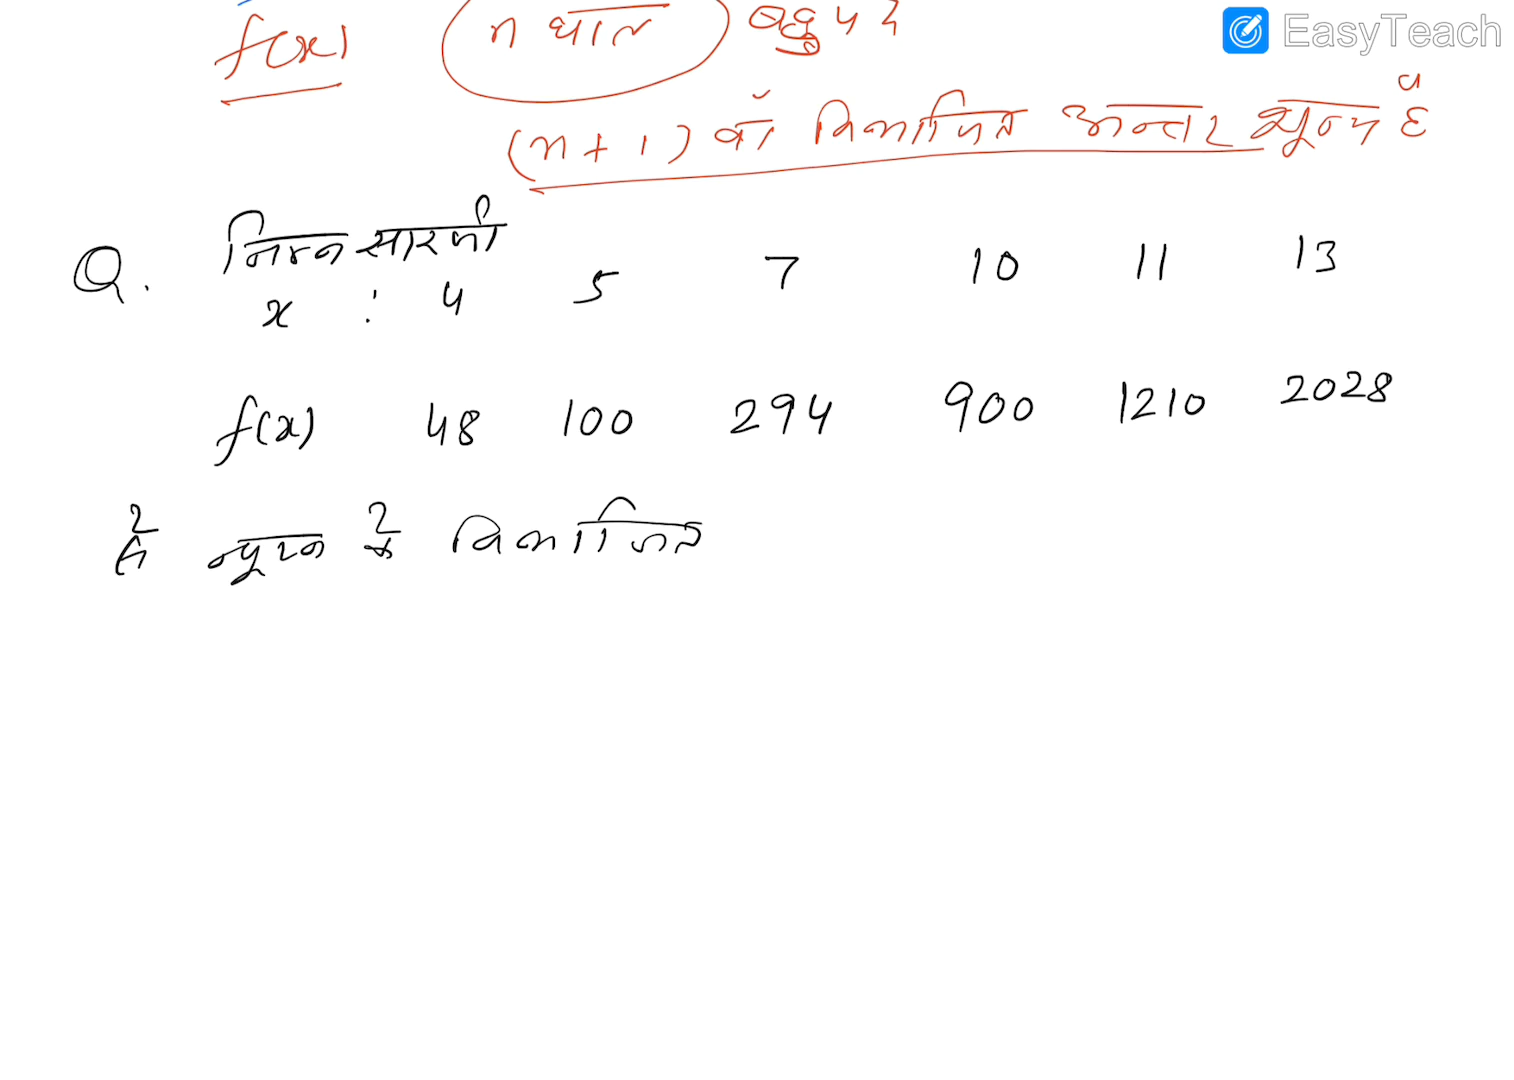 f(x) n घात बहुपद
EasyTeach
(n+1) वाँ विभाजित अन्तर शून्य है
Q. निम्न सारणी
x : 4 5 7 10 11 13
f(x) 48 100 294 900 1210 2028
से न्यूटन के विभाजित